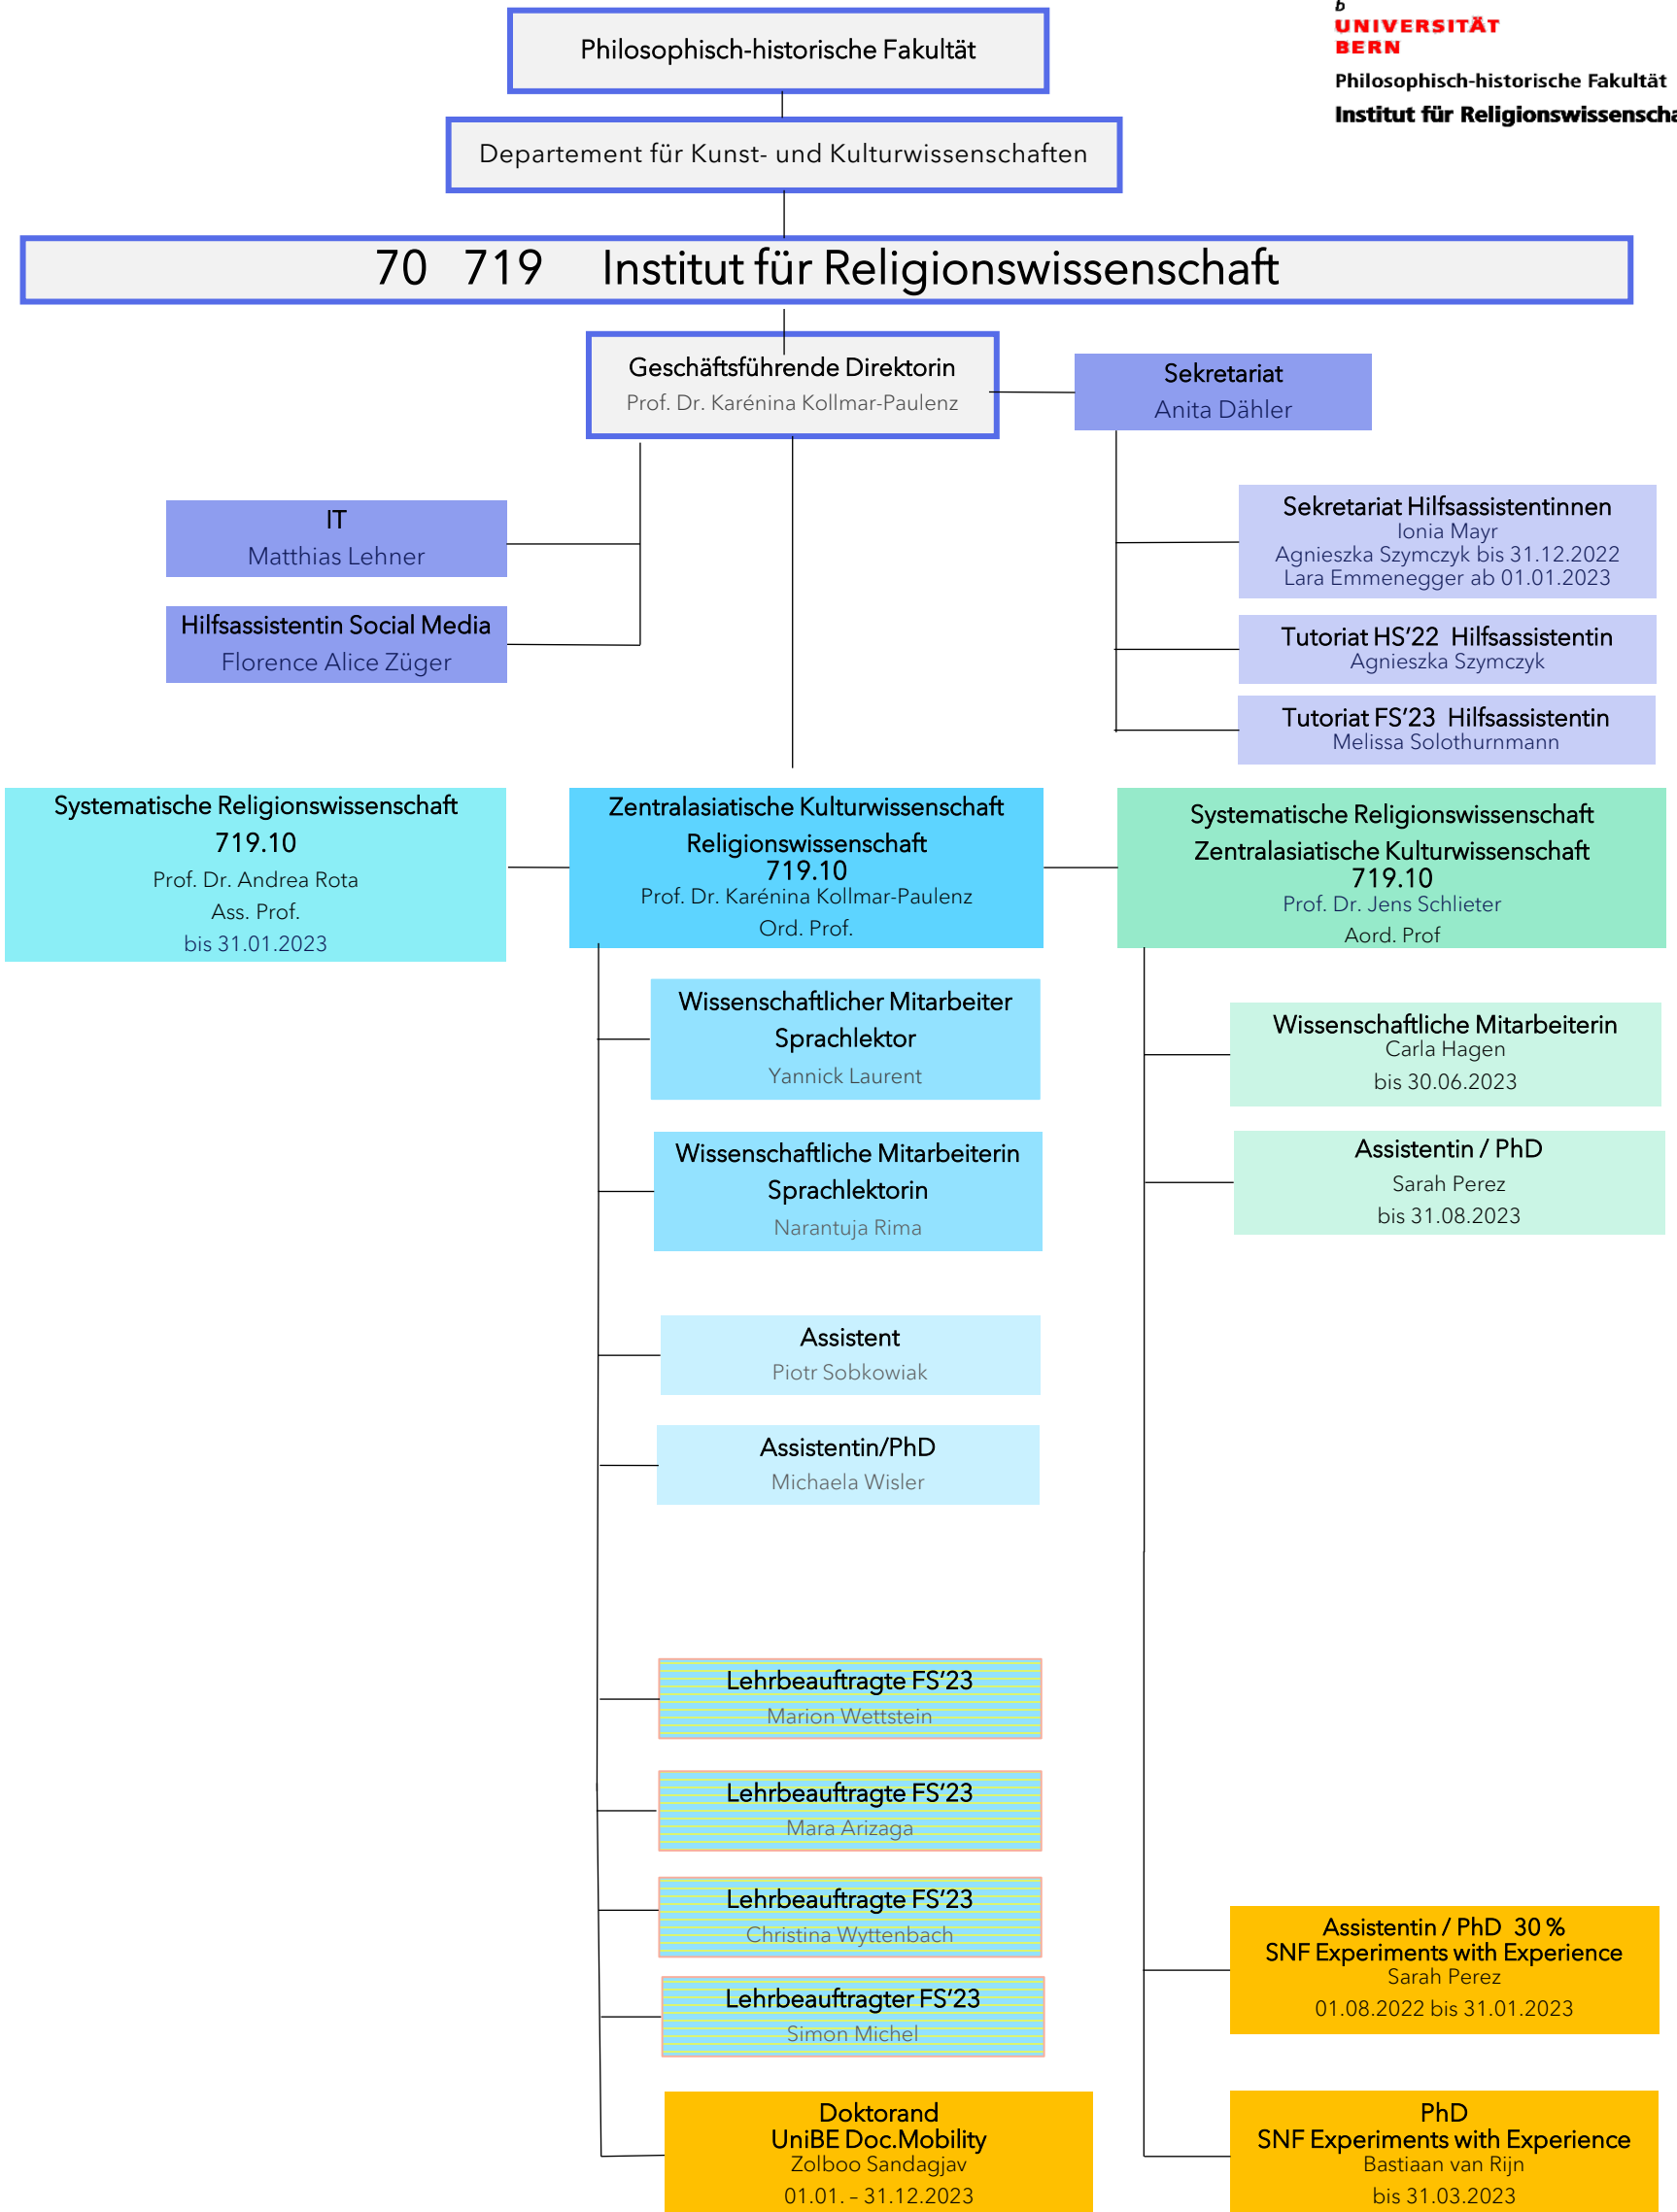 b
UNIVERSITÄT
BERN
Philosophisch-historische Fakultät
Institut für Religionswissenscha
Philosophisch-historische Fakultät
Departement für Kunst- und Kulturwissenschaften
70 719 Institut für Religionswissenschaft
Geschäftsführende Direktorin
Prof. Dr. Karénina Kollmar-Paulenz
Sekretariat
Anita Dähler
IT
Matthias Lehner
Hilfsassistentin Social Media
Florence Alice Züger
Sekretariat Hilfsassistentinnen
Ionia Mayr
Agnieszka Szymczyk bis 31.12.2022
Lara Emmenegger ab 01.01.2023
Tutoriat HS'22 Hilfsassistentin
Agnieszka Szymczyk
Tutoriat FS'23 Hilfsassistentin
Melissa Solothurnmann
Systematische Religionswissenschaft
719.10
Prof. Dr. Andrea Rota
Ass. Prof.
bis 31.01.2023
Zentralasiatische Kulturwissenschaft
Religionswissenschaft
719.10
Prof. Dr. Karénina Kollmar-Paulenz
Ord. Prof.
Systematische Religionswissenschaft
Zentralasiatische Kulturwissenschaft
719.10
Prof. Dr. Jens Schlieter
Aord. Prof
Wissenschaftlicher Mitarbeiter
Sprachlektor
Yannick Laurent
Wissenschaftliche Mitarbeiterin
Sprachlektorin
Narantuja Rima
Assistent
Piotr Sobkowiak
Assistentin/PhD
Michaela Wisler
Lehrbeauftragte FS'23
Marion Wettstein
Lehrbeauftragte FS'23
Mara Arizaga
Lehrbeauftragte FS'23
Christina Wyttenbach
Lehrbeauftragter FS'23
Simon Michel
Doktorand
UniBE Doc.Mobility
Zolboo Sandagjav
01.01. – 31.12.2023
Wissenschaftliche Mitarbeiterin
Carla Hagen
bis 30.06.2023
Assistentin / PhD
Sarah Perez
bis 31.08.2023
Assistentin / PhD 30 %
SNF Experiments with Experience
Sarah Perez
01.08.2022 bis 31.01.2023
PhD
SNF Experiments with Experience
Bastiaan van Rijn
bis 31.03.2023